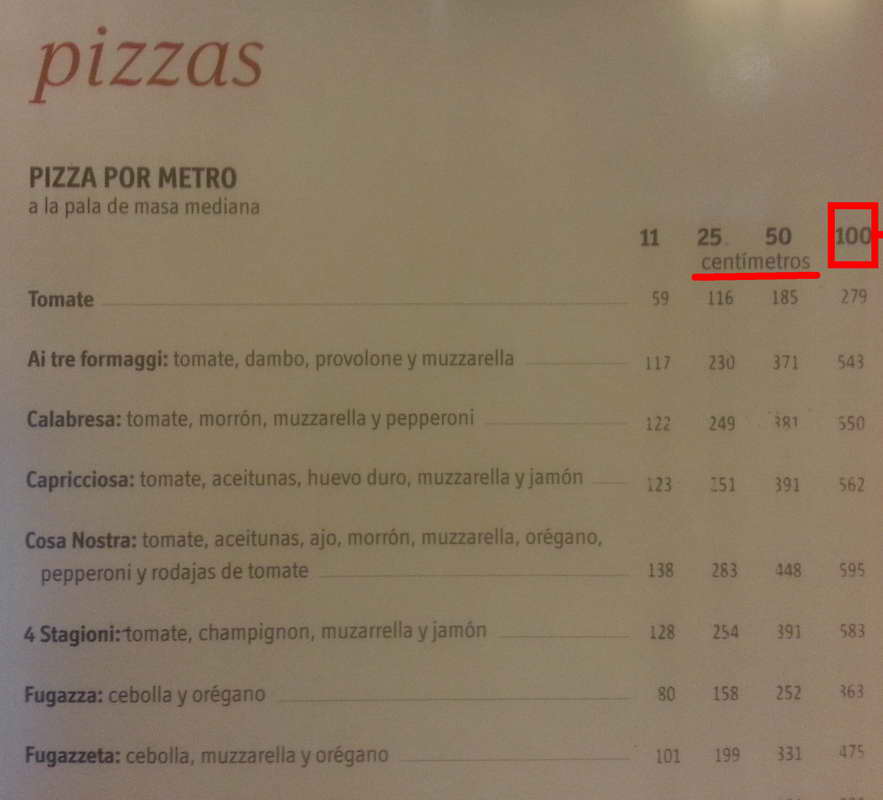 pizzas
PIZZA POR METRO
a la pala de masa mediana
11 25 50 100
centímetros
Tomate 59 116 185 279
Ai tre formaggi: tomate, dambo, provolone y muzzarella 117 230 371 543
Calabresa: tomate, morrón, muzzarella y pepperoni 122 249 381 550
Capricciosa: tomate, aceitunas, huevo duro, muzzarella y jamón 123 251 391 562
Cosa Nostra: tomate, aceitunas, ajo, morrón, muzzarella, orégano,
pepperoni y rodajas de tomate 138 283 448 595
4 Stagioni: tomate, champignon, muzarrella y jamón 128 254 391 583
Fugazza: cebolla y orégano 80 158 252 363
Fugazzeta: cebolla, muzzarella y orégano 101 199 331 475